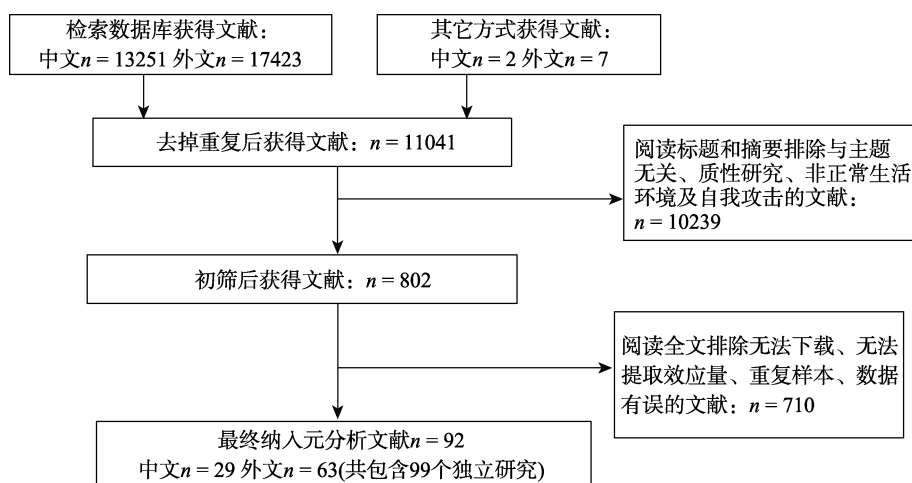 检索数据库获得文献：
中文n = 13251 外文n = 17423
其它方式获得文献：
中文n = 2 外文n = 7
去掉重复后获得文献：n = 11041
阅读标题和摘要排除与主题
无关、质性研究、非正常生活
环境及自我攻击的文献：
n = 10239
初筛后获得文献：n = 802
阅读全文排除无法下载、无法
提取效应量、重复样本、数据
有误的文献：n = 710
最终纳入元分析文献n = 92
中文n = 29 外文n = 63(共包含99个独立研究)